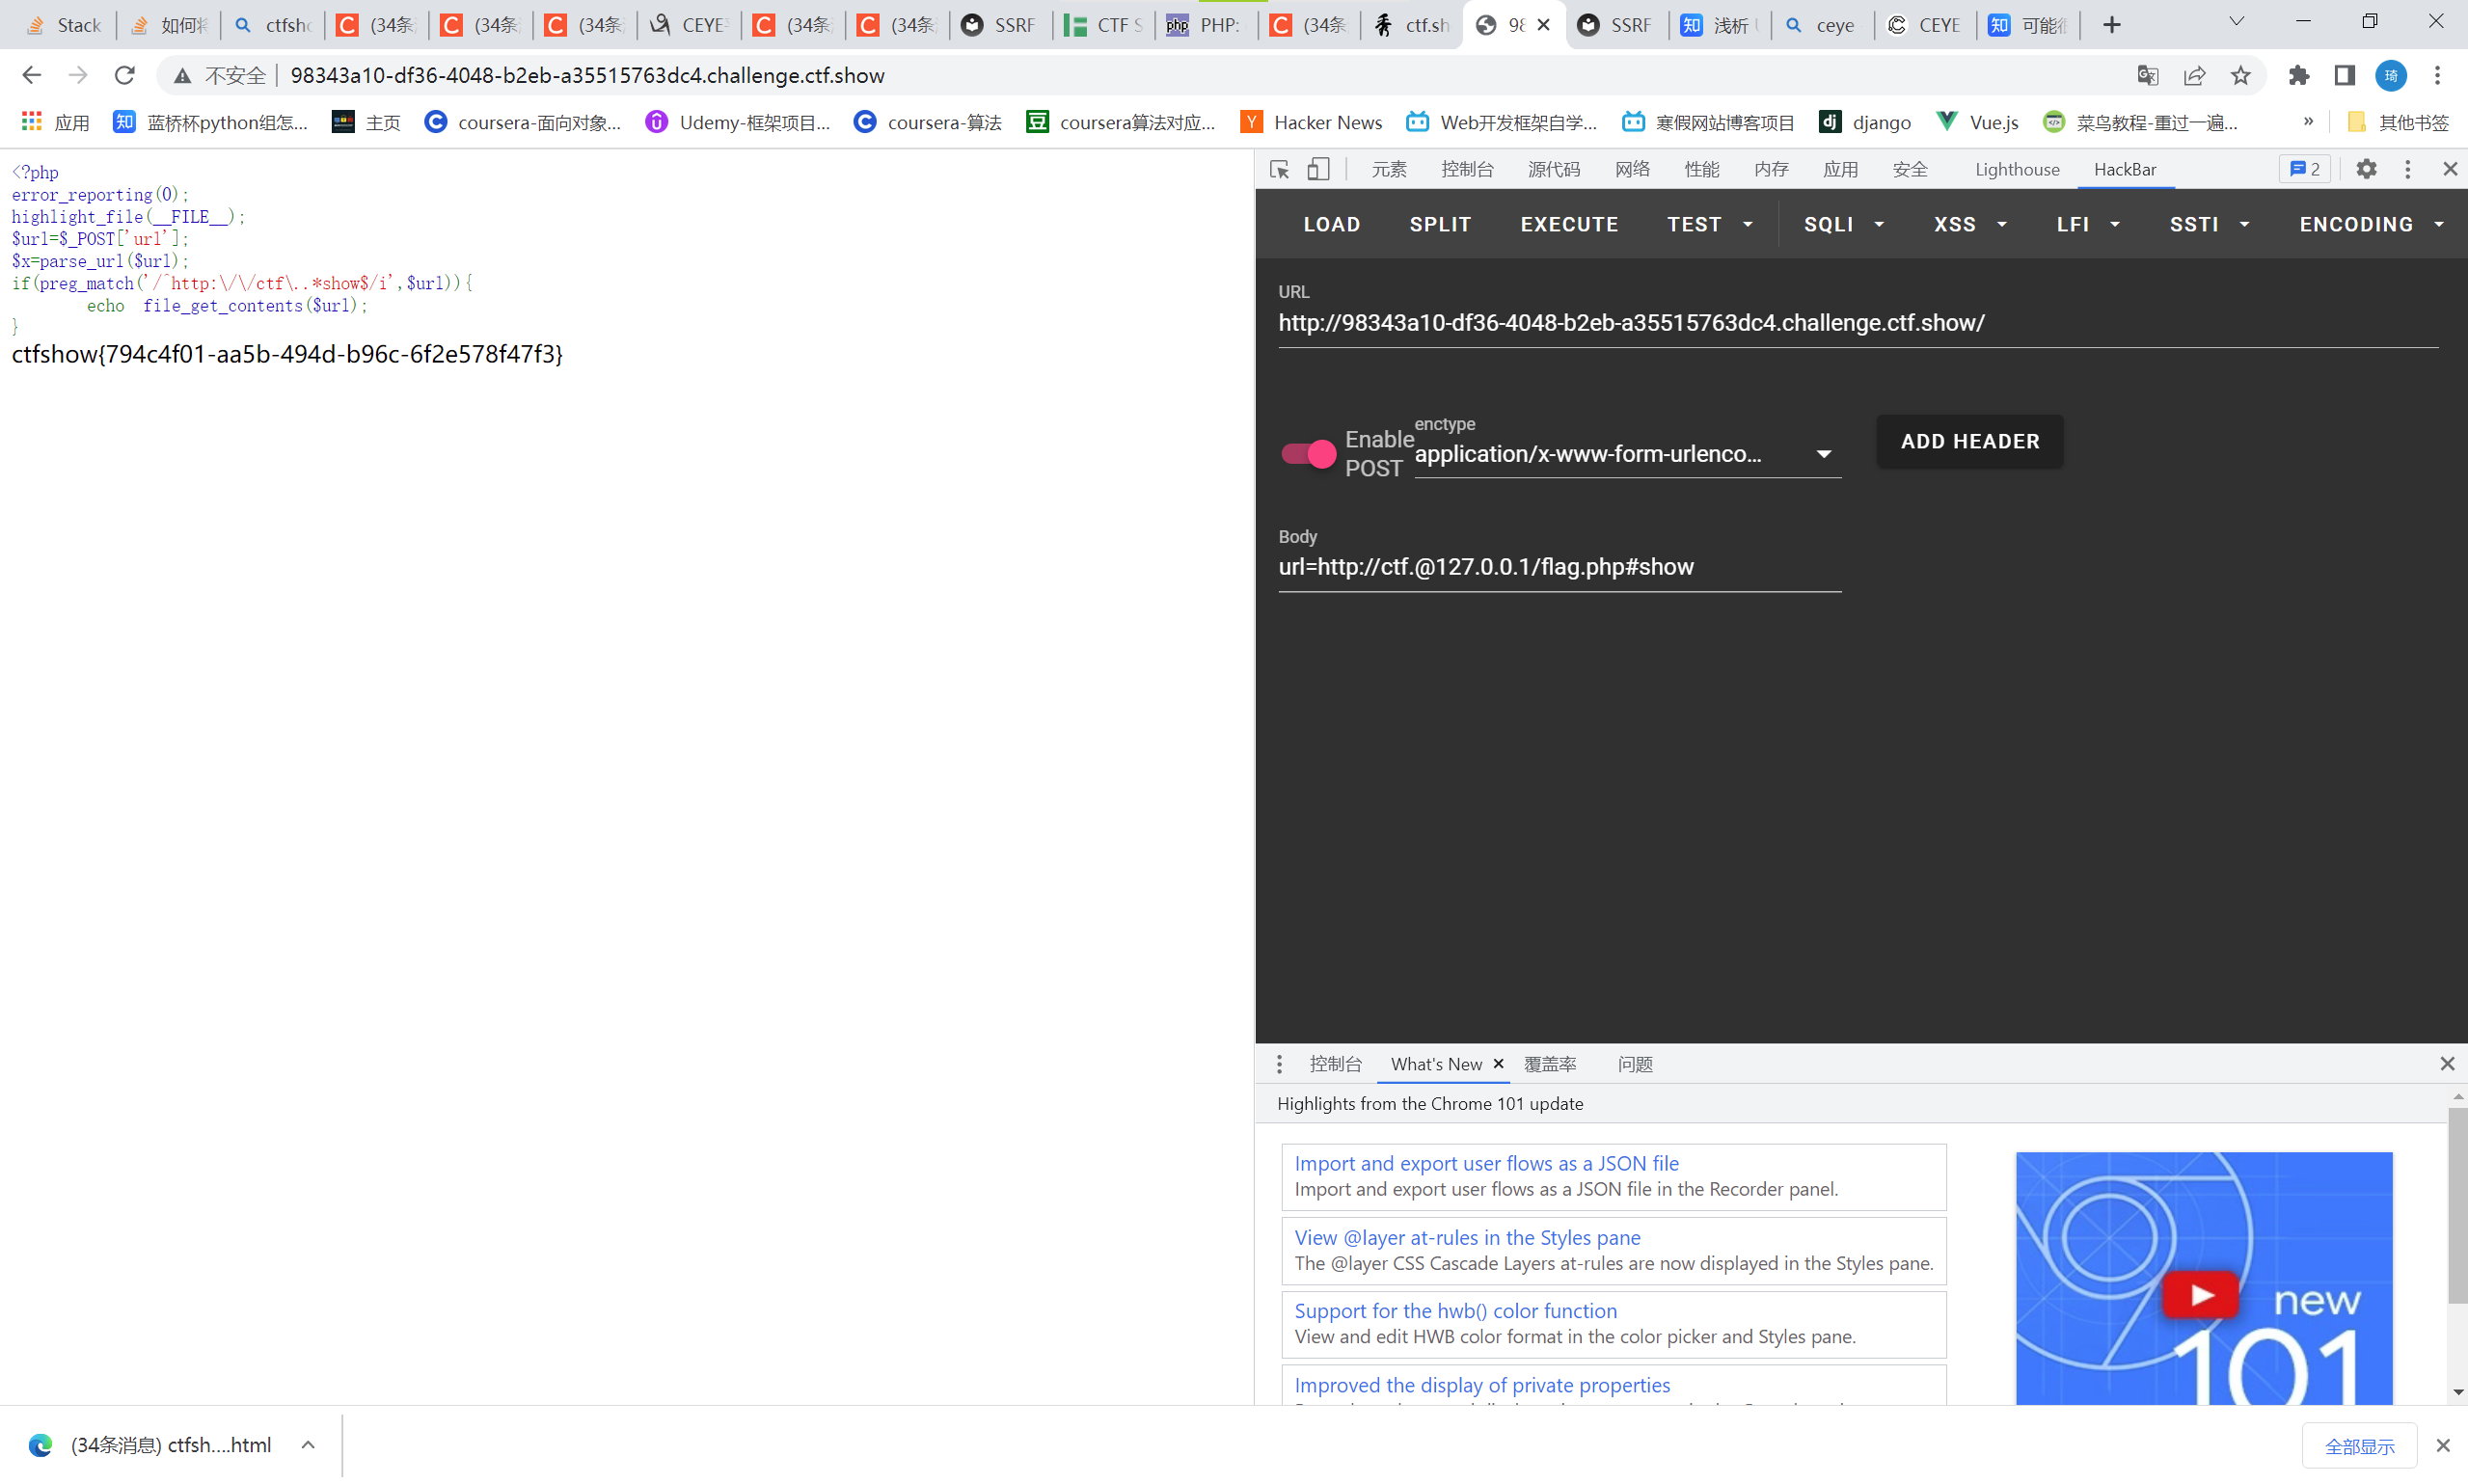 Stack
ctfsh
(34条
(34条
(34条
CEYE
(34条
(34条
SSRF
CTF S
PHP:
(34条
ctf.sh
98
SSRF
浅析
ceye
CEYE
不安全
98343a10-df36-4048-b2eb-a35515763dc4.challenge.ctf.show
应用
知 蓝桥杯python组怎...
主页
coursera-面向对象...
Udemy-框架项目...
coursera-算法
豆 coursera算法对应...
Y Hacker News
Web开发框架自学...
寒假网站博客项目
dj django
Vue.js
菜鸟教程-重过一遍...
»
其他书签
<?php
error_reporting(0);
highlight_file(__FILE__);
$url=$_POST['url'];
$x=parse_url($url);
if(preg_match('/^http:\/\/ctf\..*show$/i',$url)){
echo file_get_contents($url);
}
ctfshow{794c4f01-aa5b-494d-b96c-6f2e578f47f3}
元素 控制台 源代码 网络 性能 内存 应用 安全 Lighthouse HackBar 2
LOAD SPLIT EXECUTE TEST SQLI XSS LFI SSTI ENCODING
URL
http://98343a10-df36-4048-b2eb-a35515763dc4.challenge.ctf.show/
Enable
POST
enctype
application/x-www-form-urlenco...
ADD HEADER
Body
url=http://ctf.@127.0.0.1/flag.php#show
控制台 What's New 覆盖率 问题
Highlights from the Chrome 101 update
Import and export user flows as a JSON file
Import and export user flows as a JSON file in the Recorder panel.
View @layer at-rules in the Styles pane
The @layer CSS Cascade Layers at-rules are now displayed in the Styles pane.
Support for the hwb() color function
View and edit HWB color format in the color picker and Styles pane.
Improved the display of private properties
new
101
(34条消息) ctfsh....html
全部显示